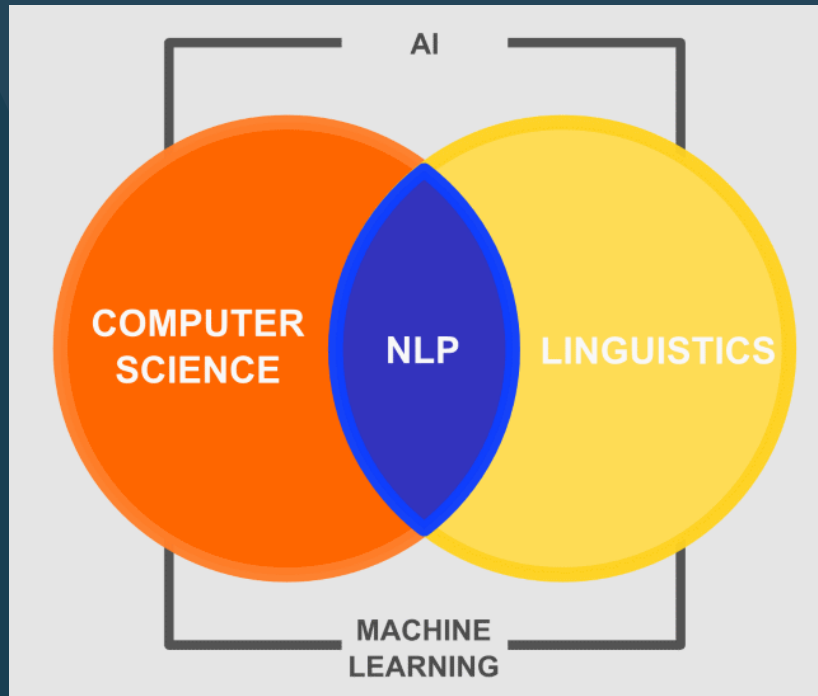 AI
COMPUTER
SCIENCE
NLP
LINGUISTICS
MACHINE
LEARNING